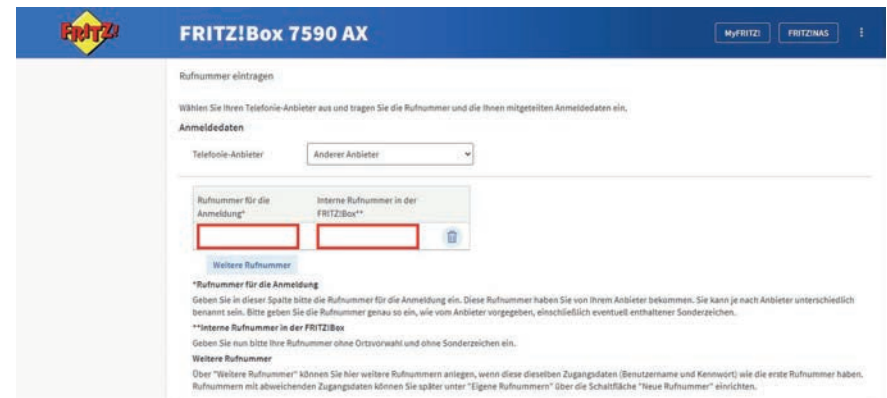 FRITZ!
FRITZ!Box 7590 AX
MyFRITZ!
FRITZ!NAS
Rufnummer eintragen
Wählen Sie Ihren Telefonie-Anbieter aus und tragen Sie die Rufnummer und die Ihnen mitgeteilten Anmeldedaten ein.
Anmeldedaten
Telefonie-Anbieter
Anderer Anbieter
Rufnummer für die
Anmeldung*
Interne Rufnummer in der
FRITZ!Box**
Weitere Rufnummer
*Rufnummer für die Anmeldung
Geben Sie in dieser Spalte bitte die Rufnummer für die Anmeldung ein. Diese Rufnummer haben Sie von Ihrem Anbieter bekommen. Sie kann je nach Anbieter unterschiedlich
benannt sein. Bitte geben Sie die Rufnummer genau so ein, wie vom Anbieter vorgegeben, einschließlich eventuell enthaltener Sonderzeichen.
**Interne Rufnummer in der FRITZ!Box
Geben Sie nun bitte Ihre Rufnummer ohne Ortsvorwahl und ohne Sonderzeichen ein.
Weitere Rufnummer
Über "Weitere Rufnummer" können Sie hier weitere Rufnummern anlegen, wenn diese dieselben Zugangsdaten (Benutzername und Kennwort) wie die erste Rufnummer haben.
Rufnummern mit abweichenden Zugangsdaten können Sie später unter "Eigene Rufnummern" über die Schaltfläche "Neue Rufnummer" einrichten.